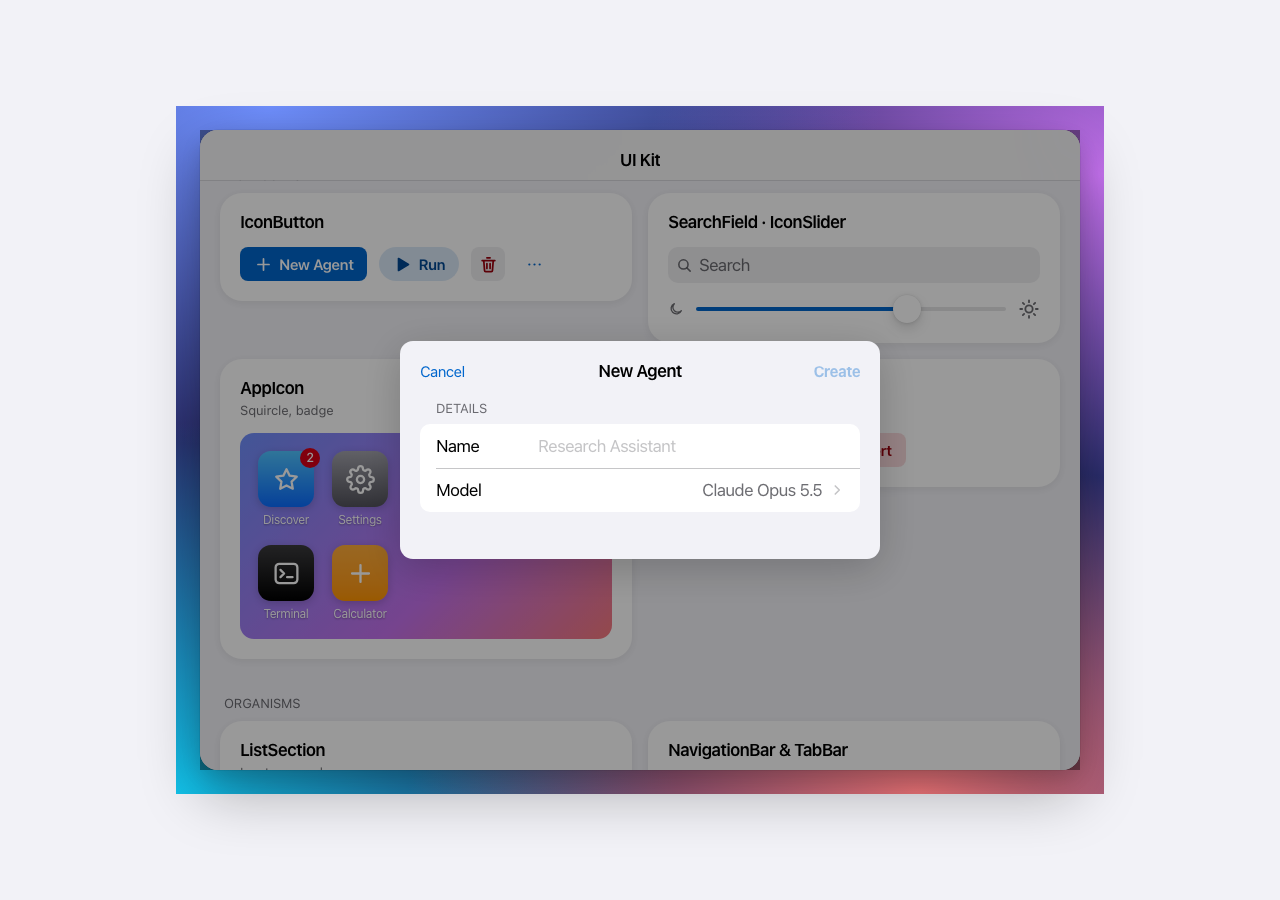 UI Kit
IconButton
New Agent
Run
SearchField · IconSlider
Search
AppIcon
Squircle, badge
2
Discover
Settings
Terminal
Calculator
Cancel
New Agent
Create
DETAILS
Name
Research Assistant
Model
Claude Opus 5.5
ORGANISMS
ListSection
NavigationBar & TabBar